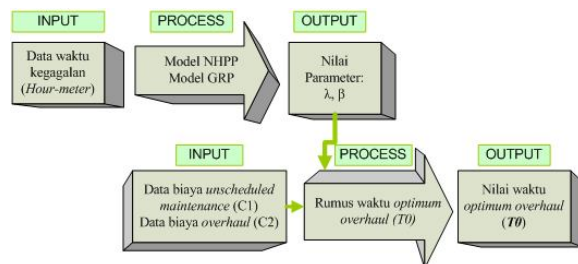 INPUT
PROCESS
OUTPUT
Data waktu
kegagalan
(Hour-meter)
Model NHPP
Model GRP
Nilai
Parameter:
λ, β
INPUT
PROCESS
OUTPUT
Data biaya unscheduled
maintenance (C1)
Data biaya overhaul (C2)
Rumus waktu optimum
overhaul (T0)
Nilai waktu
optimum overhaul
(T0)